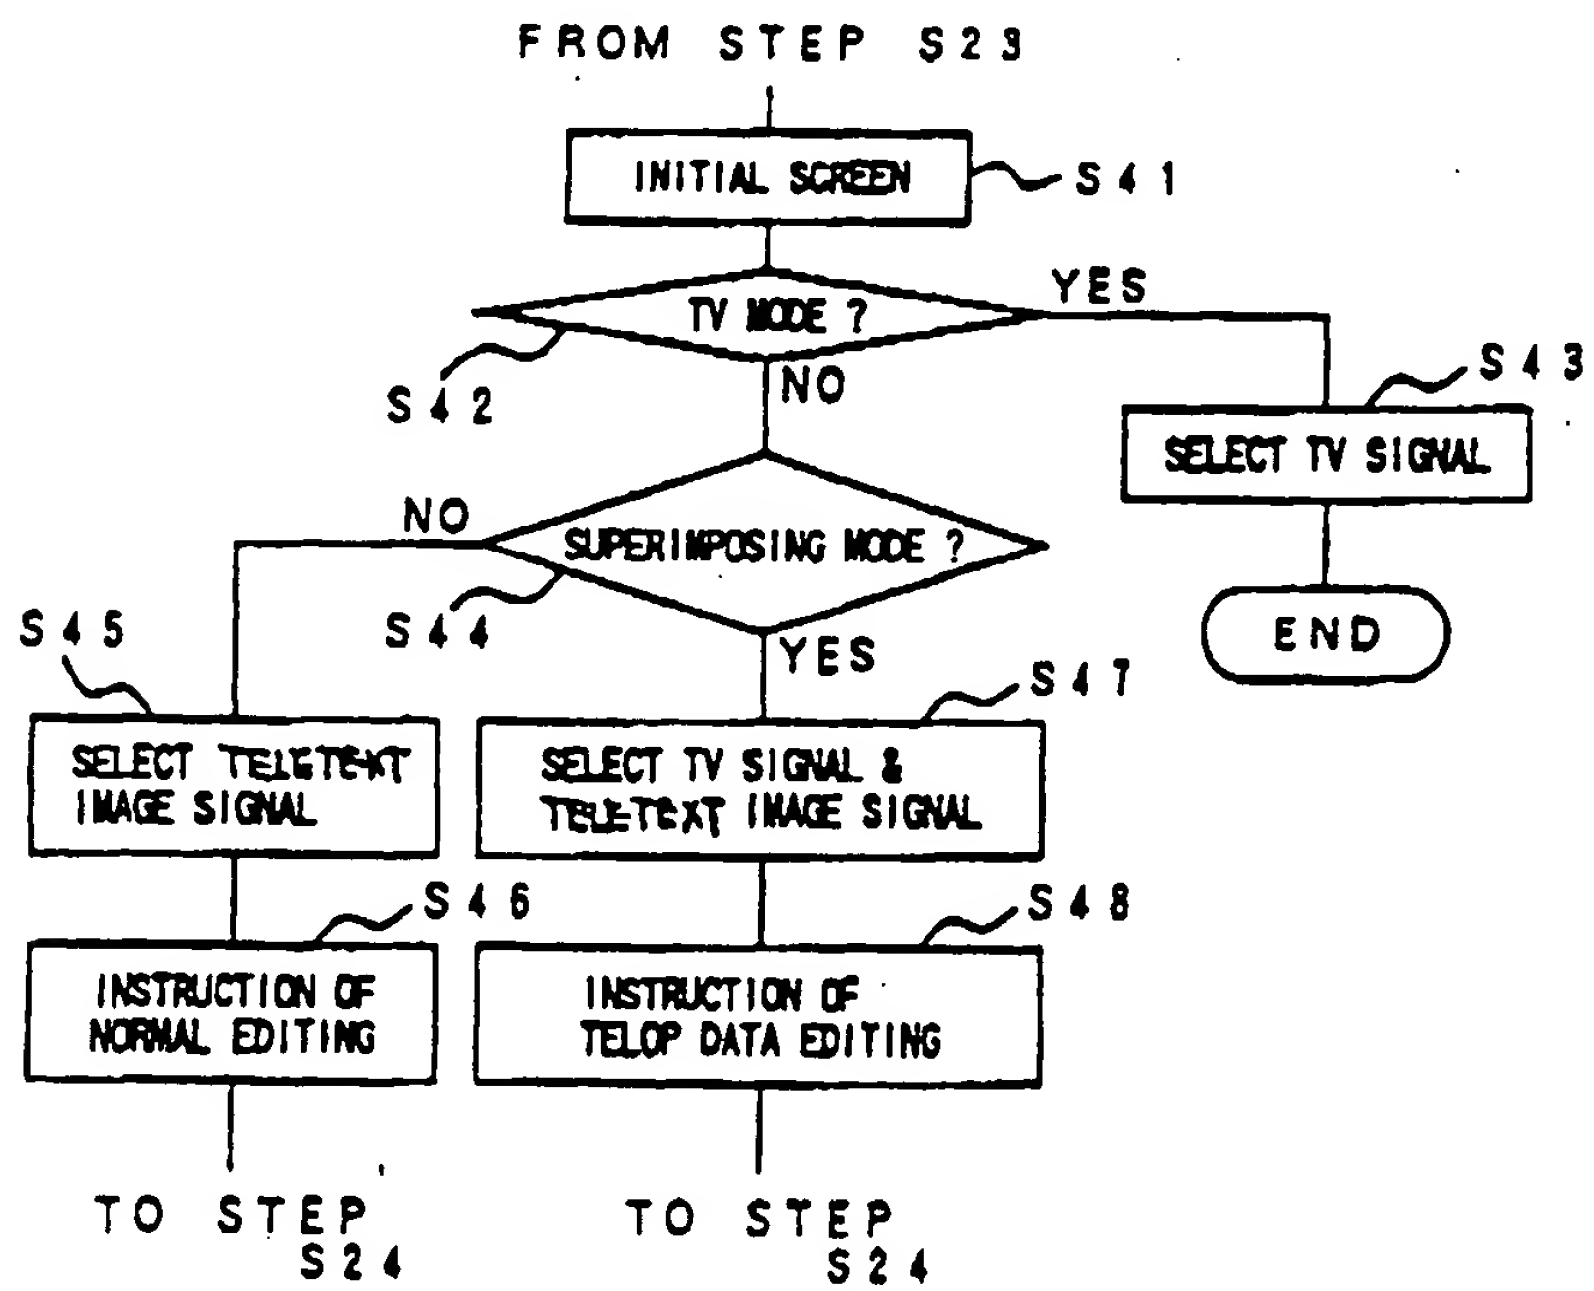 FROM STEP S23
INITIAL SCREEN
S41
TV MODE ?
YES
S42
NO
S43
SELECT TV SIGNAL
END
SUPERIMPOSING MODE ?
NO
S44
YES
S45
SELECT TELETEXT
IMAGE SIGNAL
S47
SELECT TV SIGNAL &
TELETEXT IMAGE SIGNAL
S46
INSTRUCTION OF
NORMAL EDITING
S48
INSTRUCTION OF
TELOP DATA EDITING
TO STEP
S24
TO STEP
S24